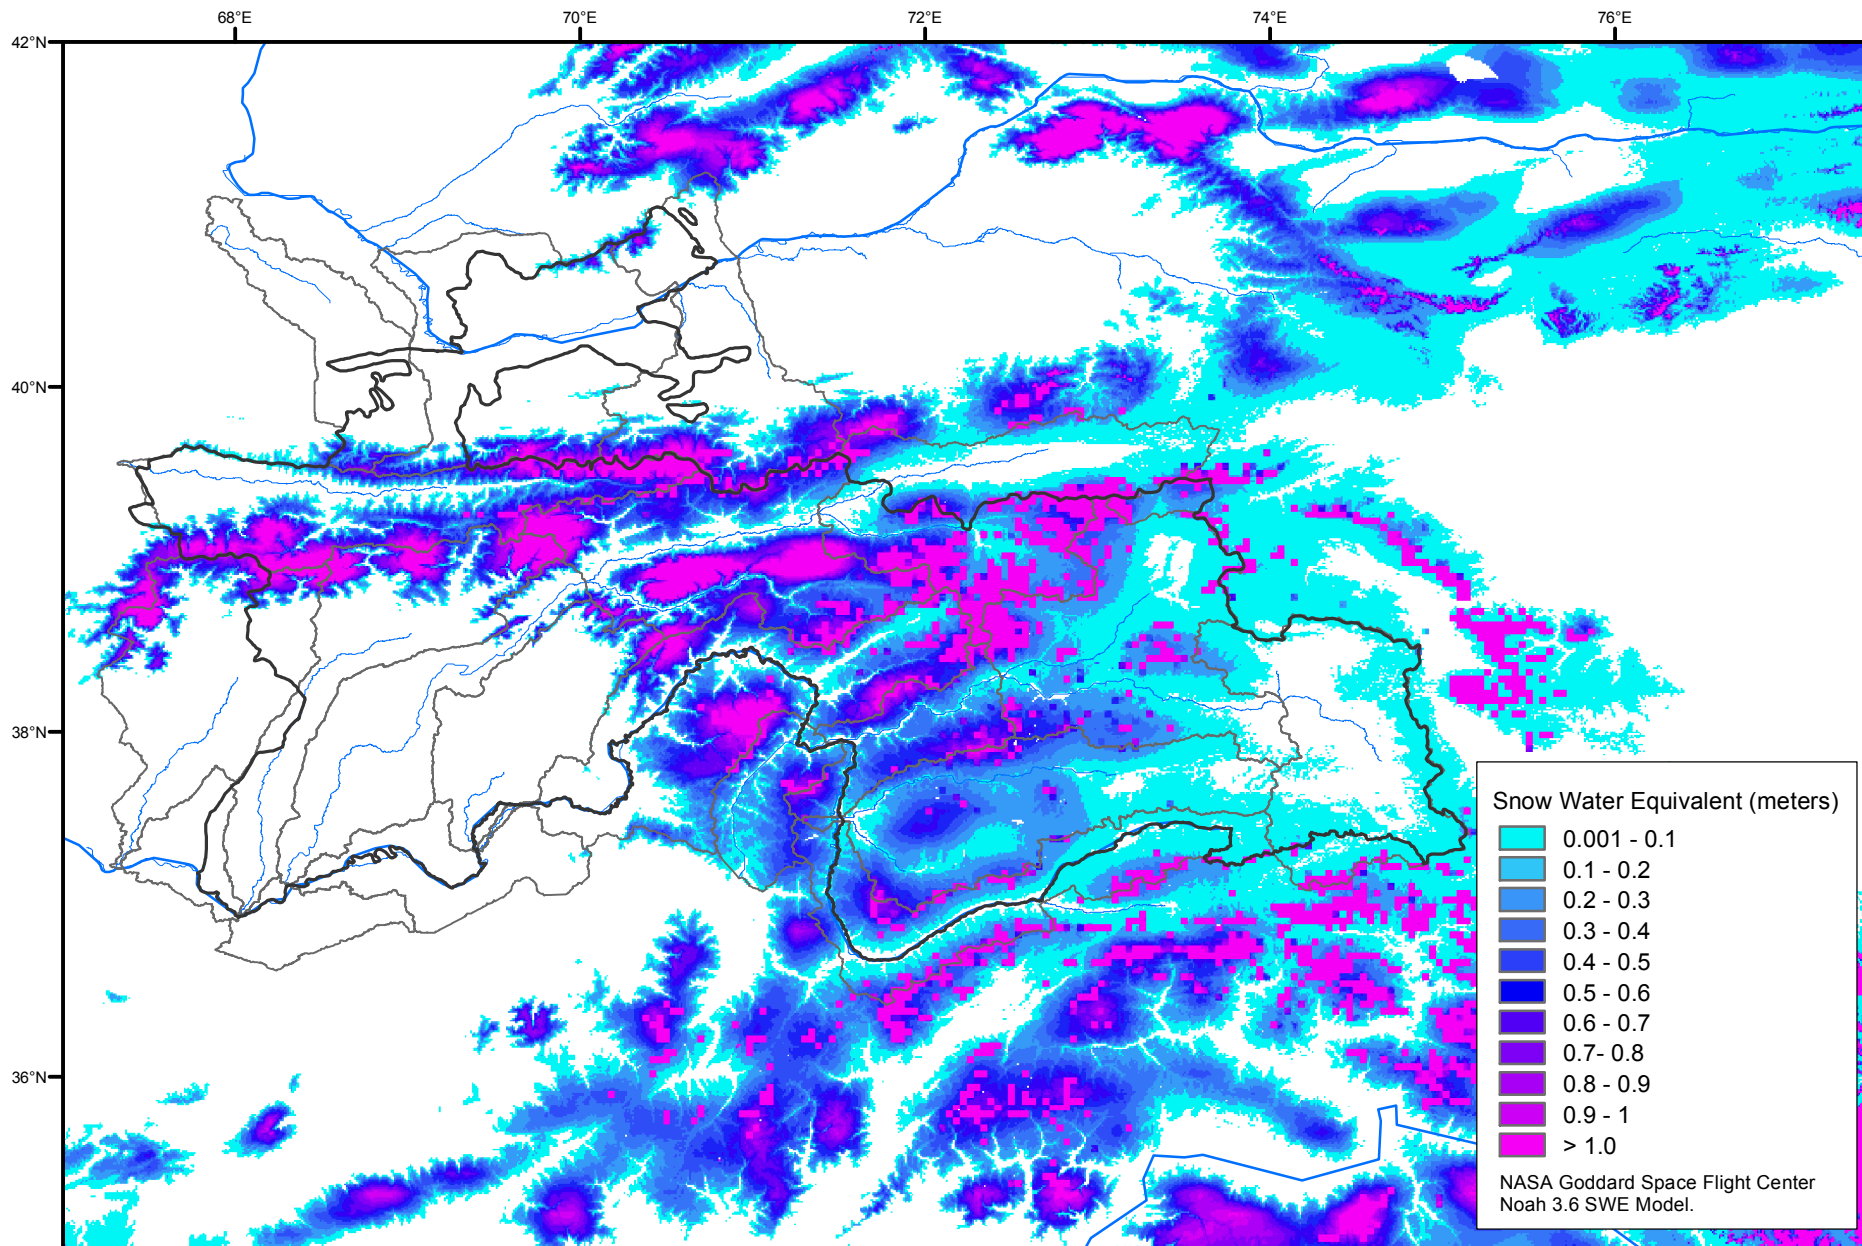 68°E
70°E
72°E
74°E
76°E
42°N
40°N
38°N
36°N
Snow Water Equivalent (meters)
0.001 - 0.1
0.1 - 0.2
0.2 - 0.3
0.3 - 0.4
0.4 - 0.5
0.5 - 0.6
0.6 - 0.7
0.7- 0.8
0.8 - 0.9
0.9 - 1
> 1.0
NASA Goddard Space Flight Center
Noah 3.6 SWE Model.